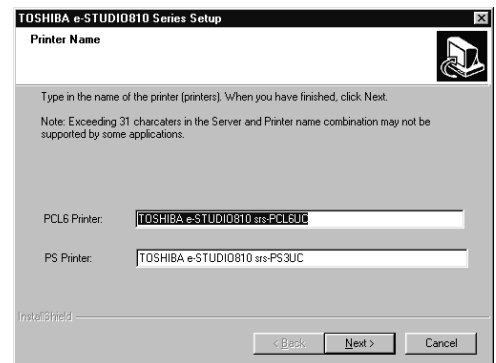 TOSHIBA e-STUDIO810 Series Setup
Printer Name
Type in the name of the printer (printers). When you have finished, click Next.
Note: Exceeding 31 charcaters in the Server and Printer name combination may not be
supported by some applications.
PCL6 Printer: TOSHIBA e-STUDIO810 srs-PCL6UC
PS Printer: TOSHIBA e-STUDIO810 srs-PS3UC
InstallShield
< Back Next > Cancel